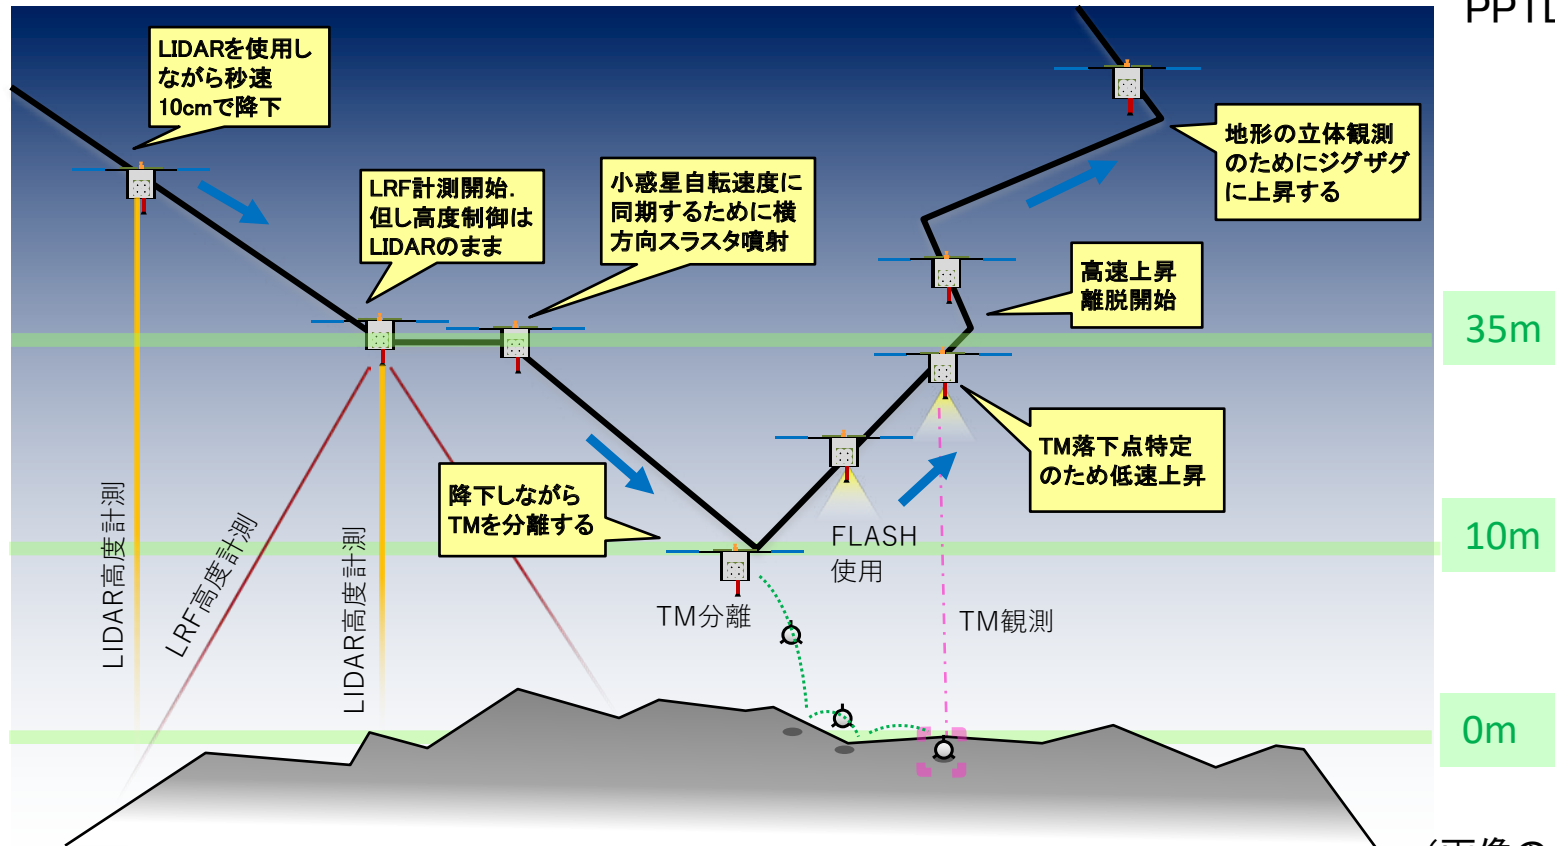 PPTD
LIDARを使用し
ながら秒速
10cmで降下
LRF計測開始.
但し高度制御は
LIDARのまま
小惑星自転速度に
同期するために横
方向スラスタ噴射
地形の立体観測
のためにジグザグ
に上昇する
高速上昇
離脱開始
35m
TM落下点特定
のため低速上昇
降下しながら
TMを分離する
LIDAR高度計測
LRF高度計測
LIDAR高度計測
FLASH
使用
10m
TM分離
TM観測
0m